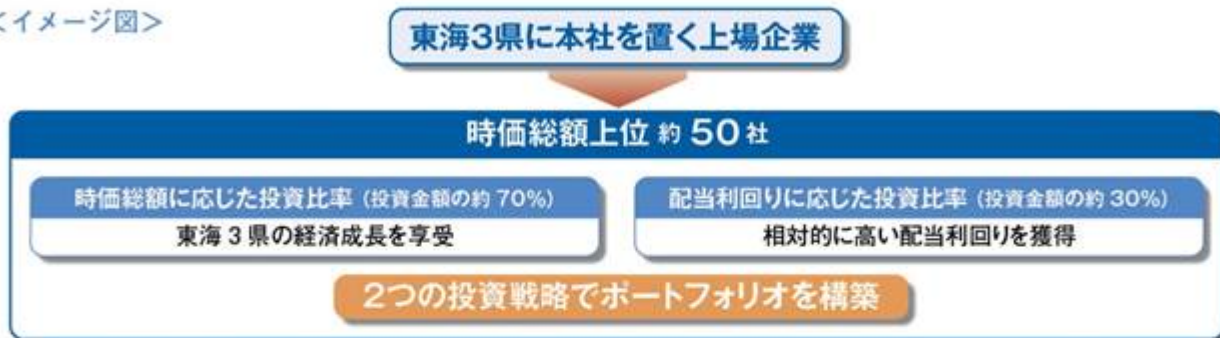 <イメージ図>
東海3県に本社を置く上場企業
時価総額上位 約 50 社
時価総額に応じた投資比率 (投資金額の約 70%)
東海 3 県の経済成長を享受
配当利回りに応じた投資比率 (投資金額の約 30%)
相対的に高い配当利回りを獲得
2つの投資戦略でポートフォリオを構築